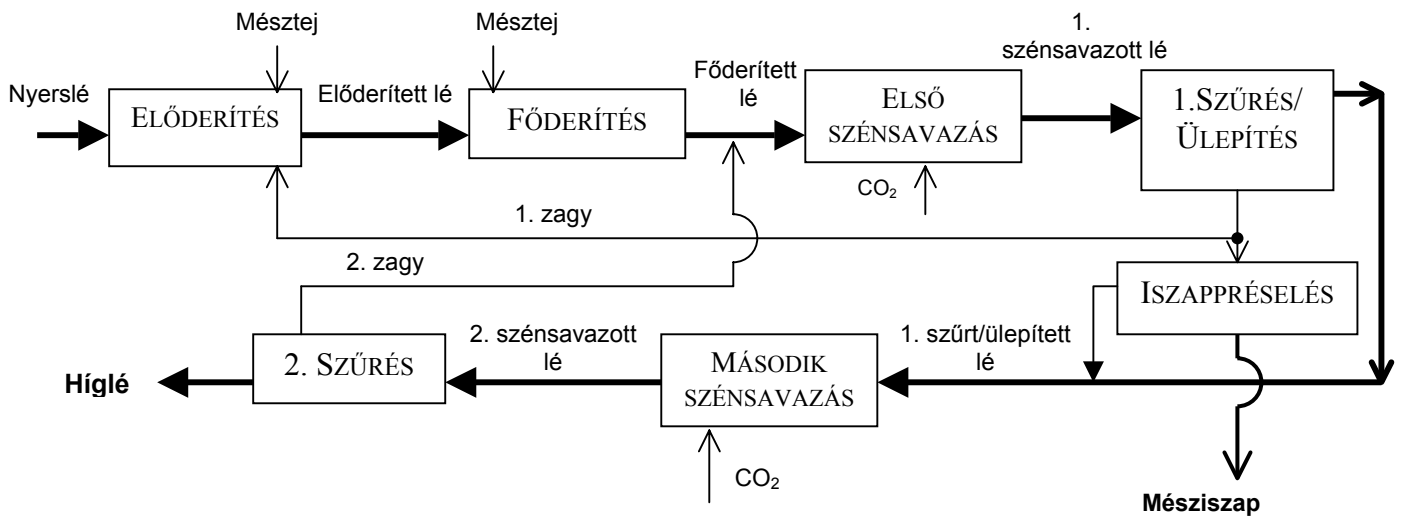 Mésztej
Mésztej
1.
szénsavazott lé
Nyerslé
ELŐDERÍTÉS
Előderített lé
FŐDERÍTÉS
Főderített
lé
ELSŐ
SZÉNSAVAZÁS
CO₂
1.SZŰRÉS/
ÜLEPÍTÉS
1. zagy
2. zagy
ISZAPPRÉSELÉS
Híglé
2. SZŰRÉS
2. szénsavazott
lé
MÁSODIK
SZÉNSAVAZÁS
1. szűrt/ülepített
lé
CO₂
Mésziszap